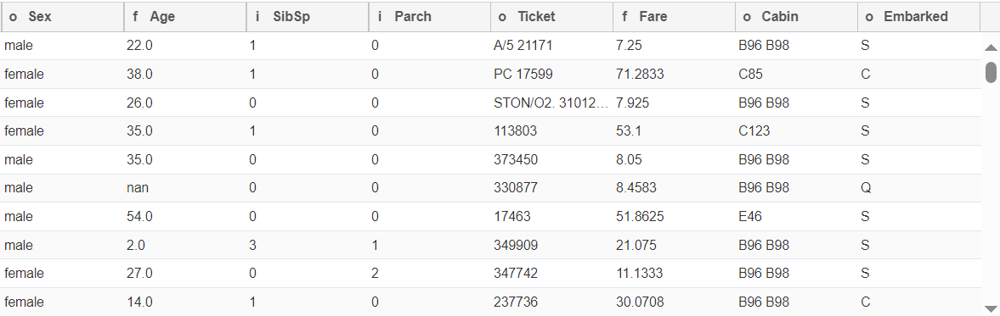 o Sex f Age i SibSp i Parch o Ticket f Fare o Cabin o Embarked
male 22.0 1 0 A/5 21171 7.25 B96 B98 S
female 38.0 1 0 PC 17599 71.2833 C85 C
female 26.0 0 0 STON/O2. 31012... 7.925 B96 B98 S
female 35.0 1 0 113803 53.1 C123 S
male 35.0 0 0 373450 8.05 B96 B98 S
male nan 0 0 330877 8.4583 B96 B98 Q
male 54.0 0 0 17463 51.8625 E46 S
male 2.0 3 1 349909 21.075 B96 B98 S
female 27.0 0 2 347742 11.1333 B96 B98 S
female 14.0 1 0 237736 30.0708 B96 B98 C